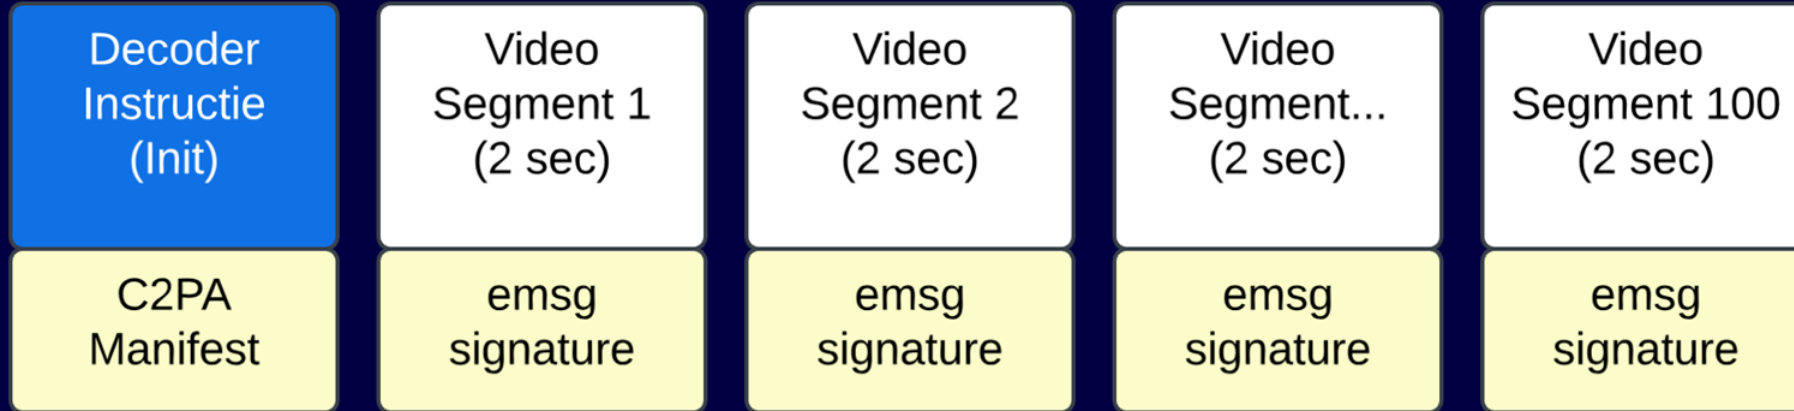 Decoder
Instructie
(Init)
Video
Segment 1
(2 sec)
Video
Segment 2
(2 sec)
Video
Segment...
(2 sec)
Video
Segment 100
(2 sec)
C2PA
Manifest
emsg
signature
emsg
signature
emsg
signature
emsg
signature